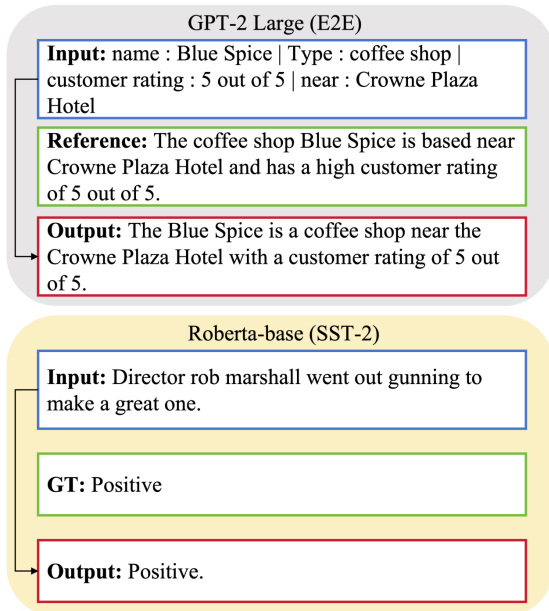 GPT-2 Large (E2E)
Input: name : Blue Spice | Type : coffee shop |
customer rating : 5 out of 5 | near : Crowne Plaza
Hotel
Reference: The coffee shop Blue Spice is based near
Crowne Plaza Hotel and has a high customer rating
of 5 out of 5.
Output: The Blue Spice is a coffee shop near the
Crowne Plaza Hotel with a customer rating of 5 out
of 5.
Roberta-base (SST-2)
Input: Director rob marshall went out gunning to
make a great one.
GT: Positive
Output: Positive.